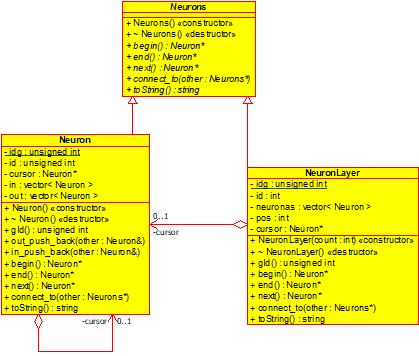 Neurons
+ Neurons() «constructor»
+ ~ Neurons() «destructor»
+ begin() : Neuron*
+ end() : Neuron*
+ next() : Neuron*
+ connect_to(other : Neurons*)
+ toString() : string
Neuron
- idg : unsigned int
- id : unsigned int
- cursor : Neuron*
- in : vector< Neuron >
- out : vector< Neuron >
+ Neuron() «constructor»
+ ~ Neuron() «destructor»
+ gId() : unsigned int
+ out_push_back(other : Neuron&)
+ in_push_back(other : Neuron&)
+ begin() : Neuron*
+ end() : Neuron*
+ next() : Neuron*
+ connect_to(other : Neurons*)
+ toString() : string
0..1
-cursor
NeuronLayer
- idg : unsigned int
- id : int
- neuronas : vector< Neuron >
- pos : int
- cursor : Neuron*
+ NeuronLayer(count : int) «constructor»
+ ~ NeuronLayer() «destructor»
+ gId() : unsigned int
+ begin() : Neuron*
+ end() : Neuron*
+ next() : Neuron*
+ connect_to(other : Neurons*)
+ toString() : string
-cursor 0..1